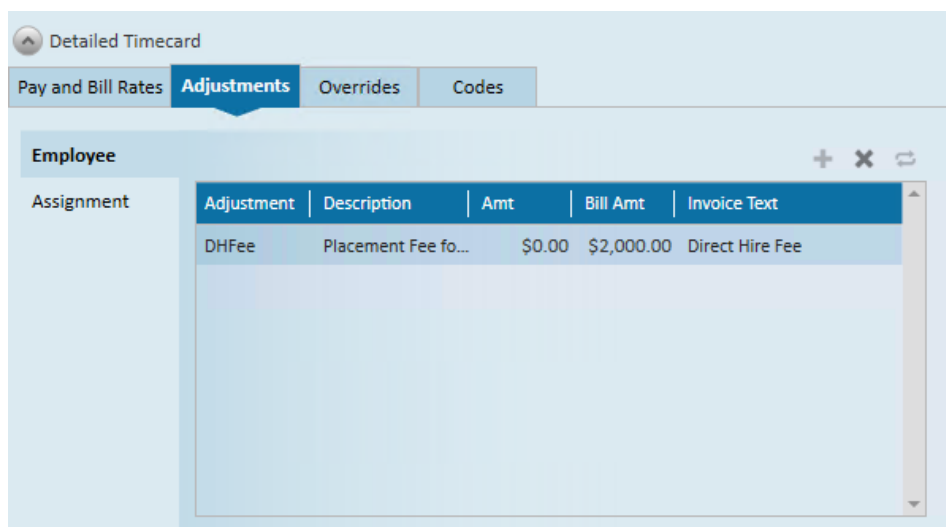 Detailed Timecard
Pay and Bill Rates Adjustments Overrides Codes
Employee
Assignment
Adjustment Description Amt Bill Amt Invoice Text
DHFee Placement Fee fo... $0.00 $2,000.00 Direct Hire Fee